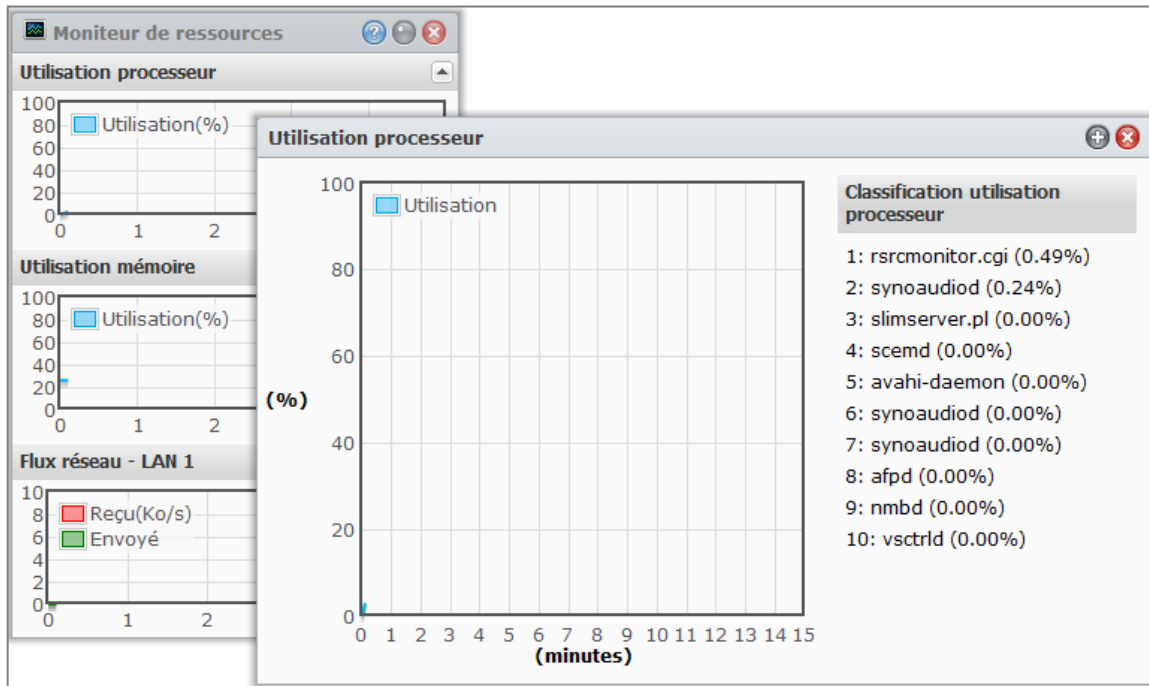 Moniteur de ressources
Utilisation processeur
100
80
60
40
20
0
Utilisation(%)
0 1 2
Utilisation mémoire
100
80
60
40
20
0
Utilisation(%)
0 1 2
Flux réseau - LAN 1
10
8
6
4
2
0
Reçu(Ko/s)
Envoyé
0 1 2
Utilisation processeur
100
80
60
40
20
0
(%)
Utilisation
0 1 2 3 4 5 6 7 8 9 10 11 12 13 14 15
(minutes)
Classification utilisation
processeur
1: rsrcmonitor.cgi (0.49%)
2: synoaudiod (0.24%)
3: slimserver.pl (0.00%)
4: scemd (0.00%)
5: avahi-daemon (0.00%)
6: synoaudiod (0.00%)
7: synoaudiod (0.00%)
8: afpd (0.00%)
9: nmbd (0.00%)
10: vsctrld (0.00%)